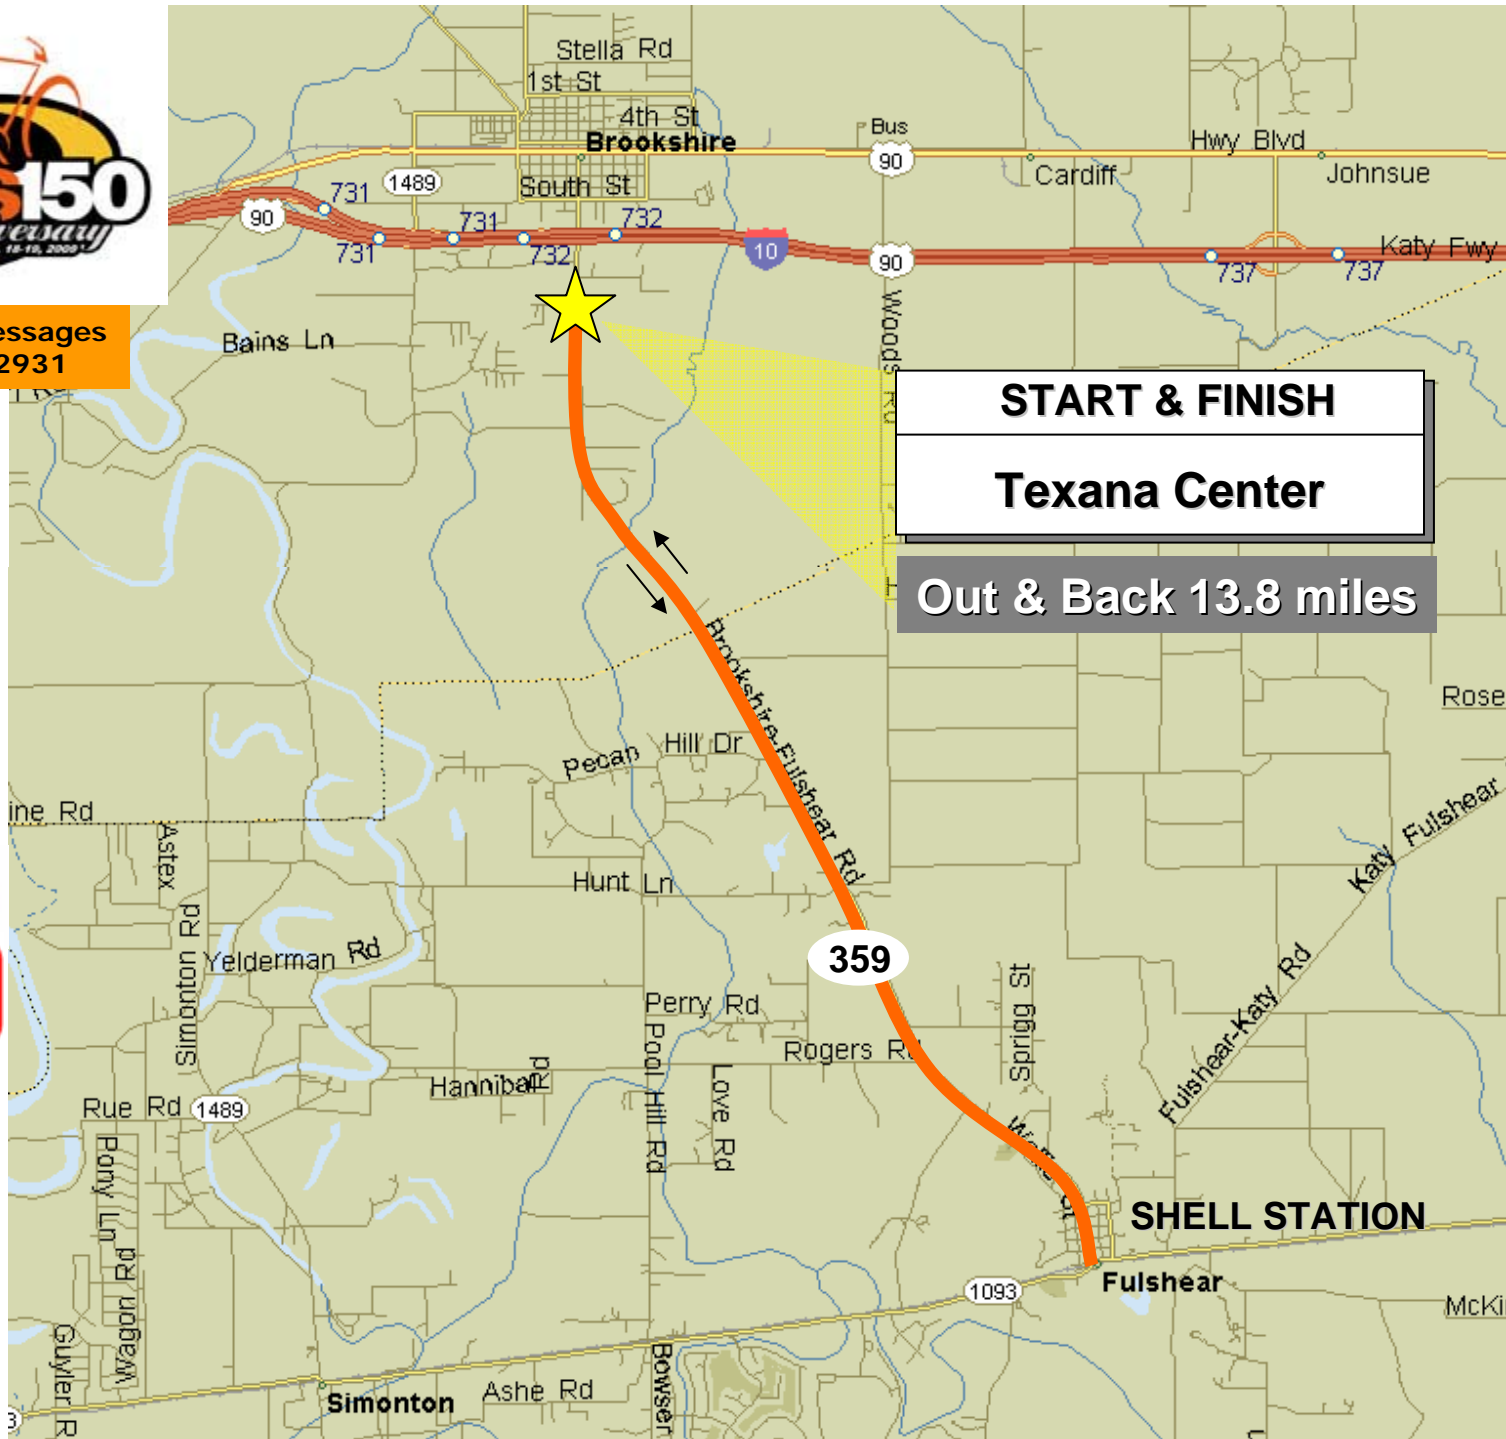 Stella Rd
1st St
4th St
Bus
Brookshire
90
Hwy Blvd
Cardiff
Johnsue
1489
South St
150
731
90
731
732
731
732
10
90
737
Katy Fwy
737
18-19, 2009
essages
2931
Bains Ln
Woods Rd
START & FINISH
Texana Center
Out & Back 13.8 miles
Brookshire-Fulshear Rd
Rose
Pecan Hill Dr
ine Rd
Astex
Katy Fulshear
Hunt Ln
Simonton Rd
Yelderman Rd
359
Fulshear-Katy Rd
Sprigg St
Perry Rd
Rogers Rd
Pool Hill Rd
Love Rd
Hannibal Rd
Rue Rd
1489
Pony Ln
Wagon Rd
SHELL STATION
1093
Fulshear
McKi
Guyler R
Bowser
Simonton
Ashe Rd
3